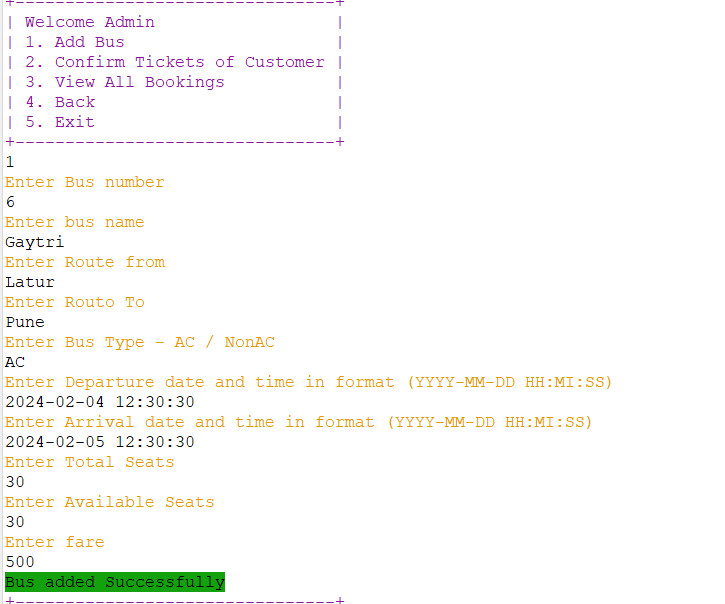 +--------------------------------+
| Welcome Admin                  |
| 1. Add Bus                     |
| 2. Confirm Tickets of Customer |
| 3. View All Bookings           |
| 4. Back                        |
| 5. Exit                        |
+--------------------------------+
1
Enter Bus number
6
Enter bus name
Gaytri
Enter Route from
Latur
Enter Routo To
Pune
Enter Bus Type - AC / NonAC
AC
Enter Departure date and time in format (YYYY-MM-DD HH:MI:SS)
2024-02-04 12:30:30
Enter Arrival date and time in format (YYYY-MM-DD HH:MI:SS)
2024-02-05 12:30:30
Enter Total Seats
30
Enter Available Seats
30
Enter fare
500
Bus added Successfully
+--------------------------------+